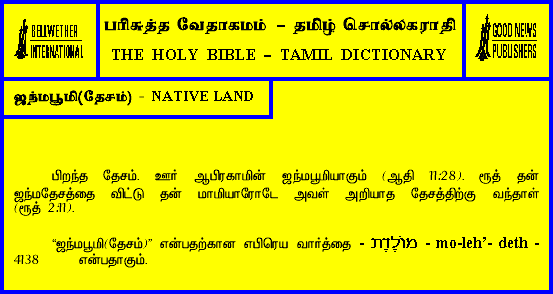 BELLWETHER
INTERNATIONAL
பரிசுத்த வேதாகமம் – தமிழ் சொல்லகராதி
THE HOLY BIBLE – TAMIL DICTIONARY
GOOD NEWS
PUBLISHERS
ஜந்மபூமி(தேசம்) - NATIVE LAND
பிறந்த தேசம். ஊர் ஆபிரகாமின் ஜந்மபூமியாகும் (ஆதி 11:28). ரூத் தன்
ஜந்மதேசத்தை விட்டு தன் மாமியாரோடே அவள் அறியாத தேசத்திற்கு வந்தாள்
(ரூத் 2:11).
“ஜந்மபூமி(தேசம்)” என்பதற்கான எபிரெய வார்த்தை - מוֹלֶדֶת - mo-leh’- deth -
4138 என்பதாகும்.